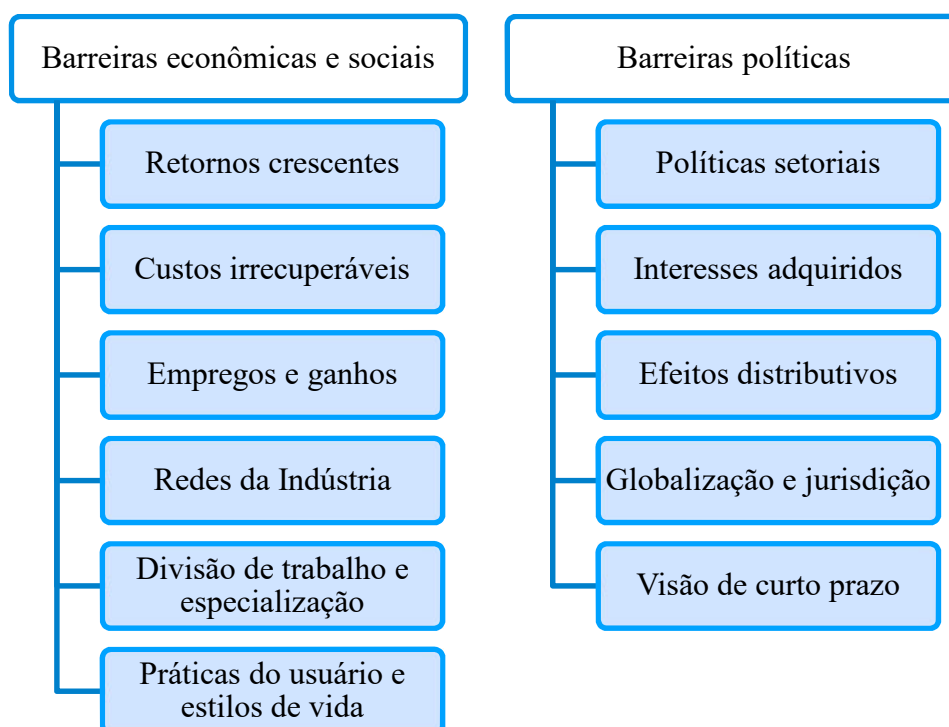 Barreiras econômicas e sociais
Retornos crescentes
Custos irrecuperáveis
Empregos e ganhos
Redes da Indústria
Divisão de trabalho e
especialização
Práticas do usuário e
estilos de vida
Barreiras políticas
Políticas setoriais
Interesses adquiridos
Efeitos distributivos
Globalização e jurisdição
Visão de curto prazo